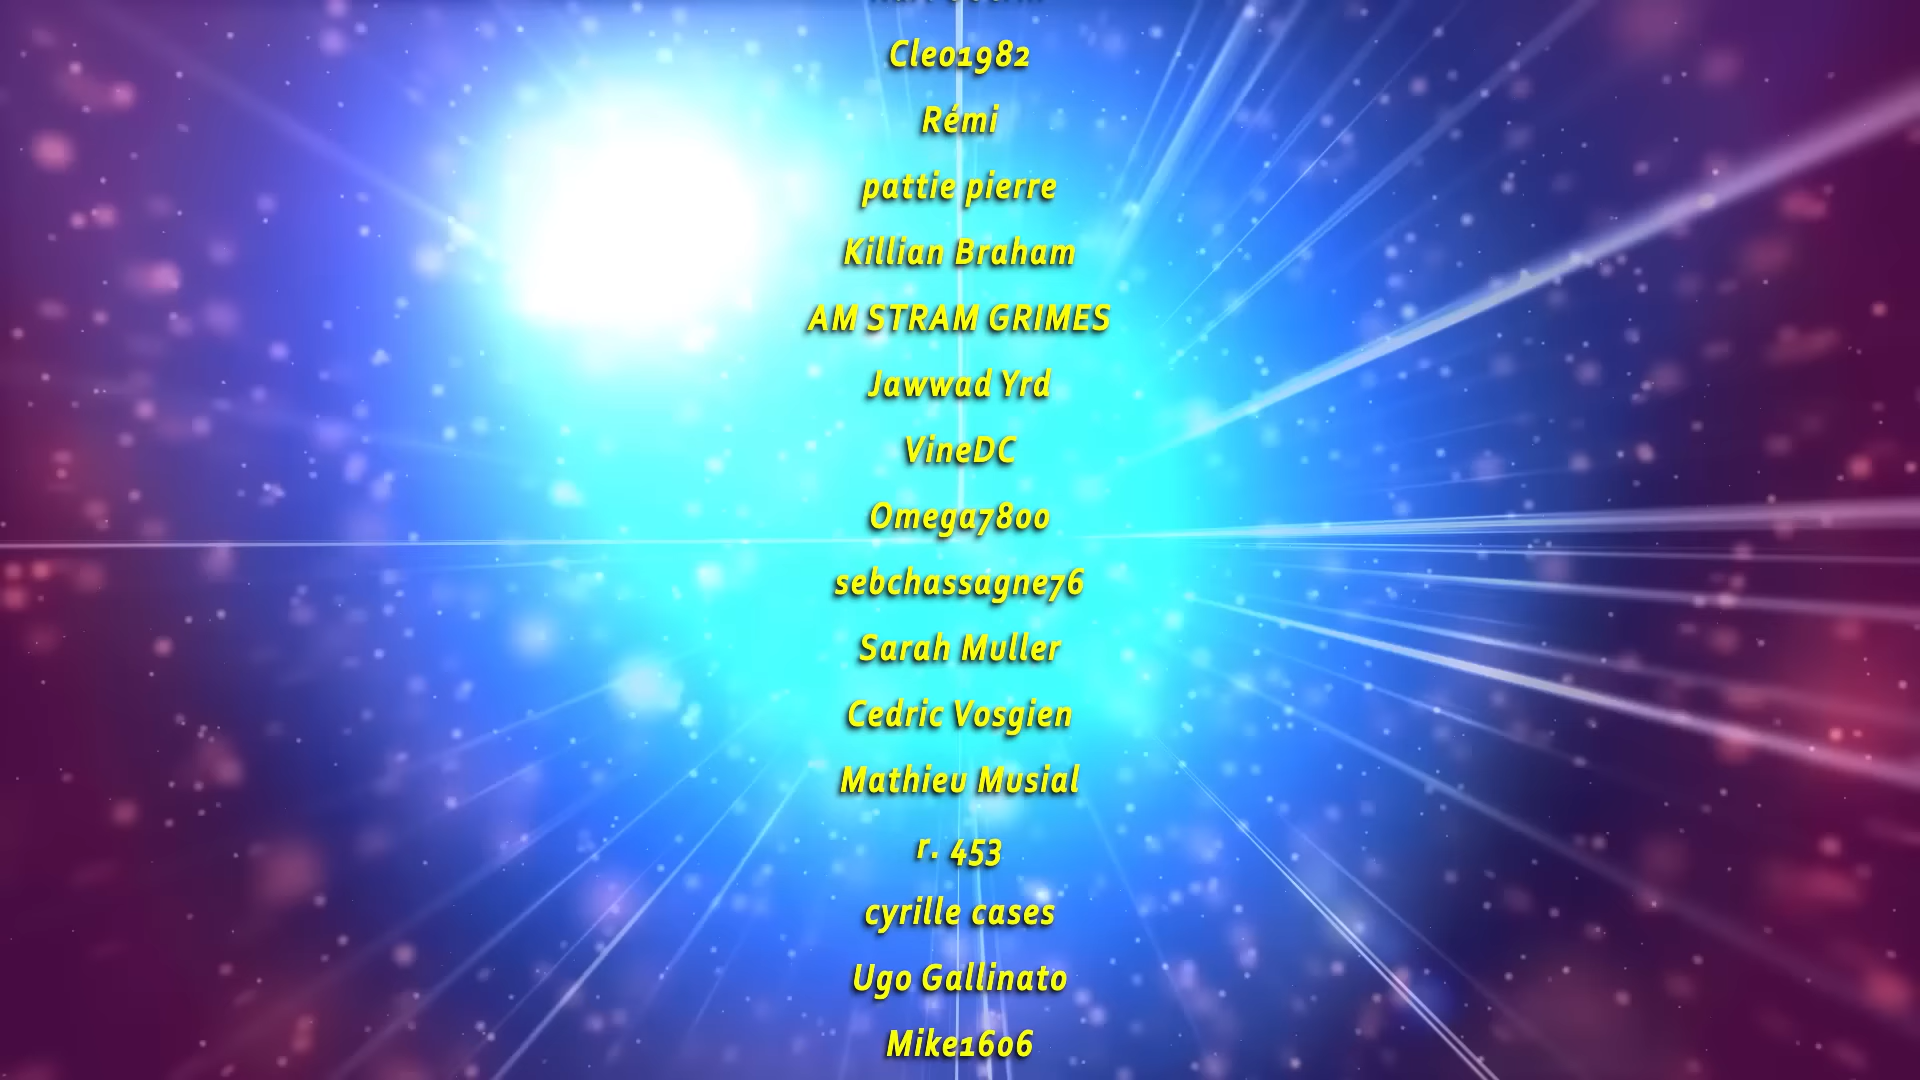 Cleo1982
Rémi
pattie pierre
Killian Braham
AM STRAM GRIMES
Jawwad Yrd
VineDC
Omega7800
sebchassagne76
Sarah Muller
Cedric Vosgien
Mathieu Musial
r. 453
cyrille cases
Ugo Gallinato
Mike1606